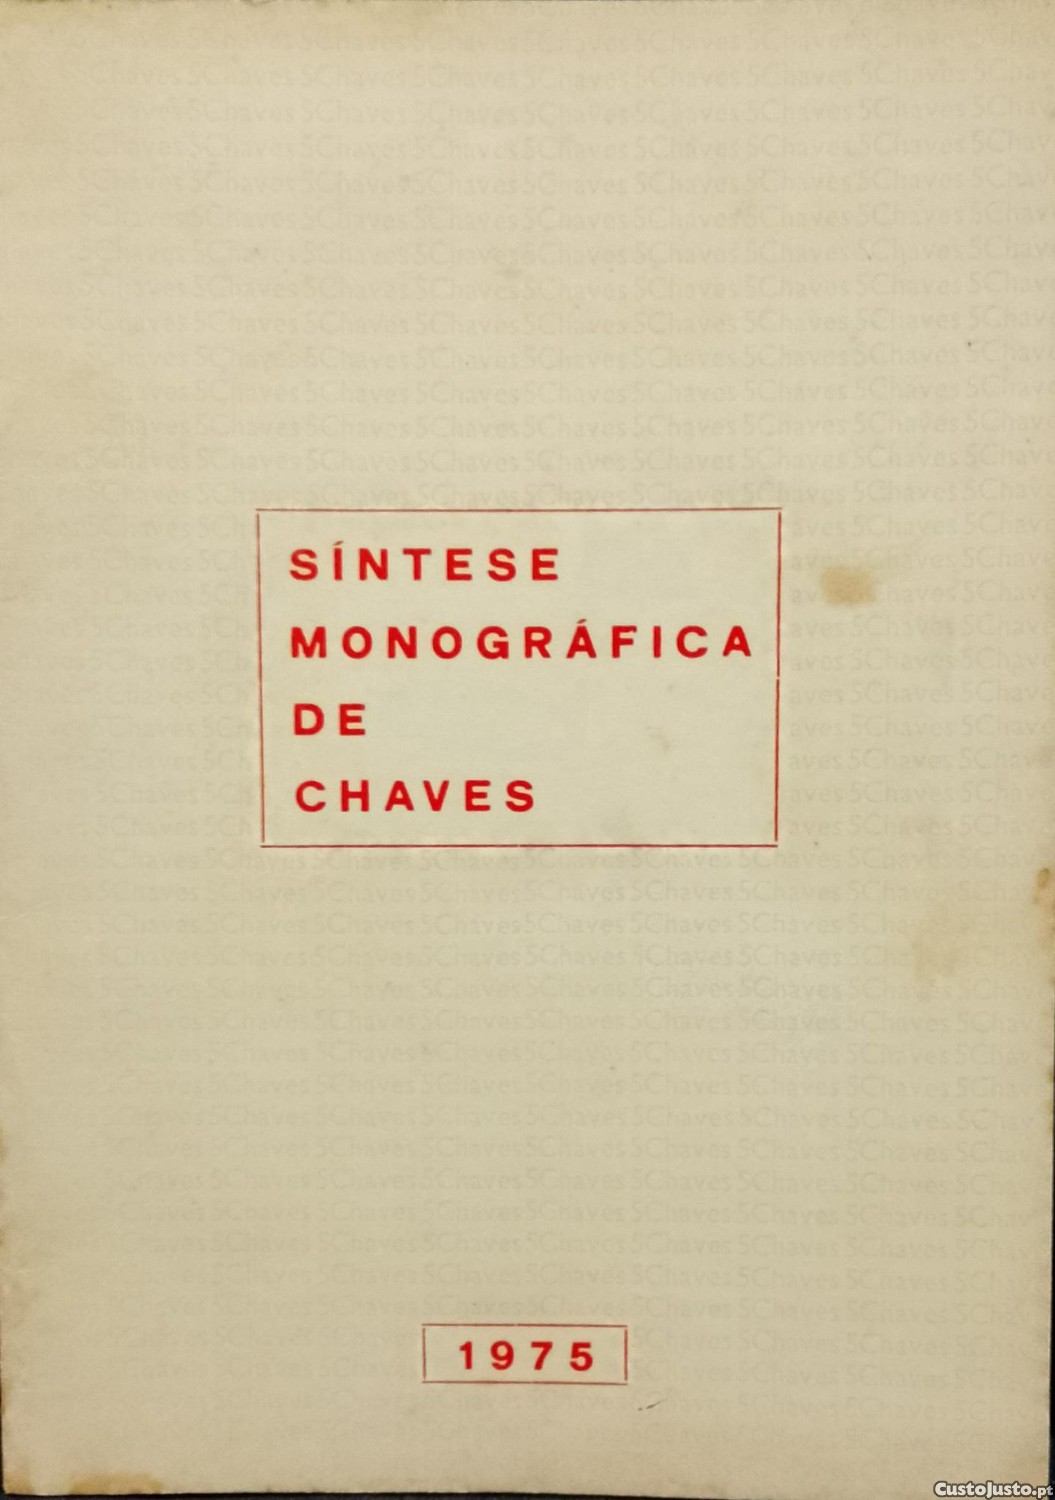 SÍNTESE
MONOGRÁFICA
DE
CHAVES
1975
CustoJusto.pt